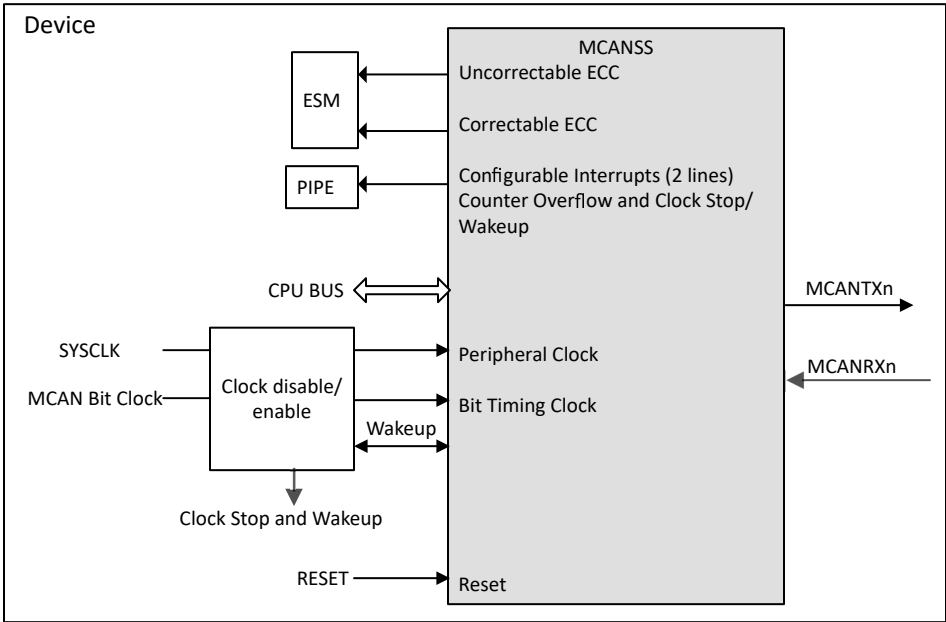 Device
MCANSS
Uncorrectable ECC
ESM
Correctable ECC
PIPE
Configurable Interrupts (2 lines)
Counter Overflow and Clock Stop/
Wakeup
CPU BUS
MCANTXn
SYSCLK
Peripheral Clock
MCANRXn
Clock disable/
enable
MCAN Bit Clock
Bit Timing Clock
Wakeup
Clock Stop and Wakeup
RESET
Reset